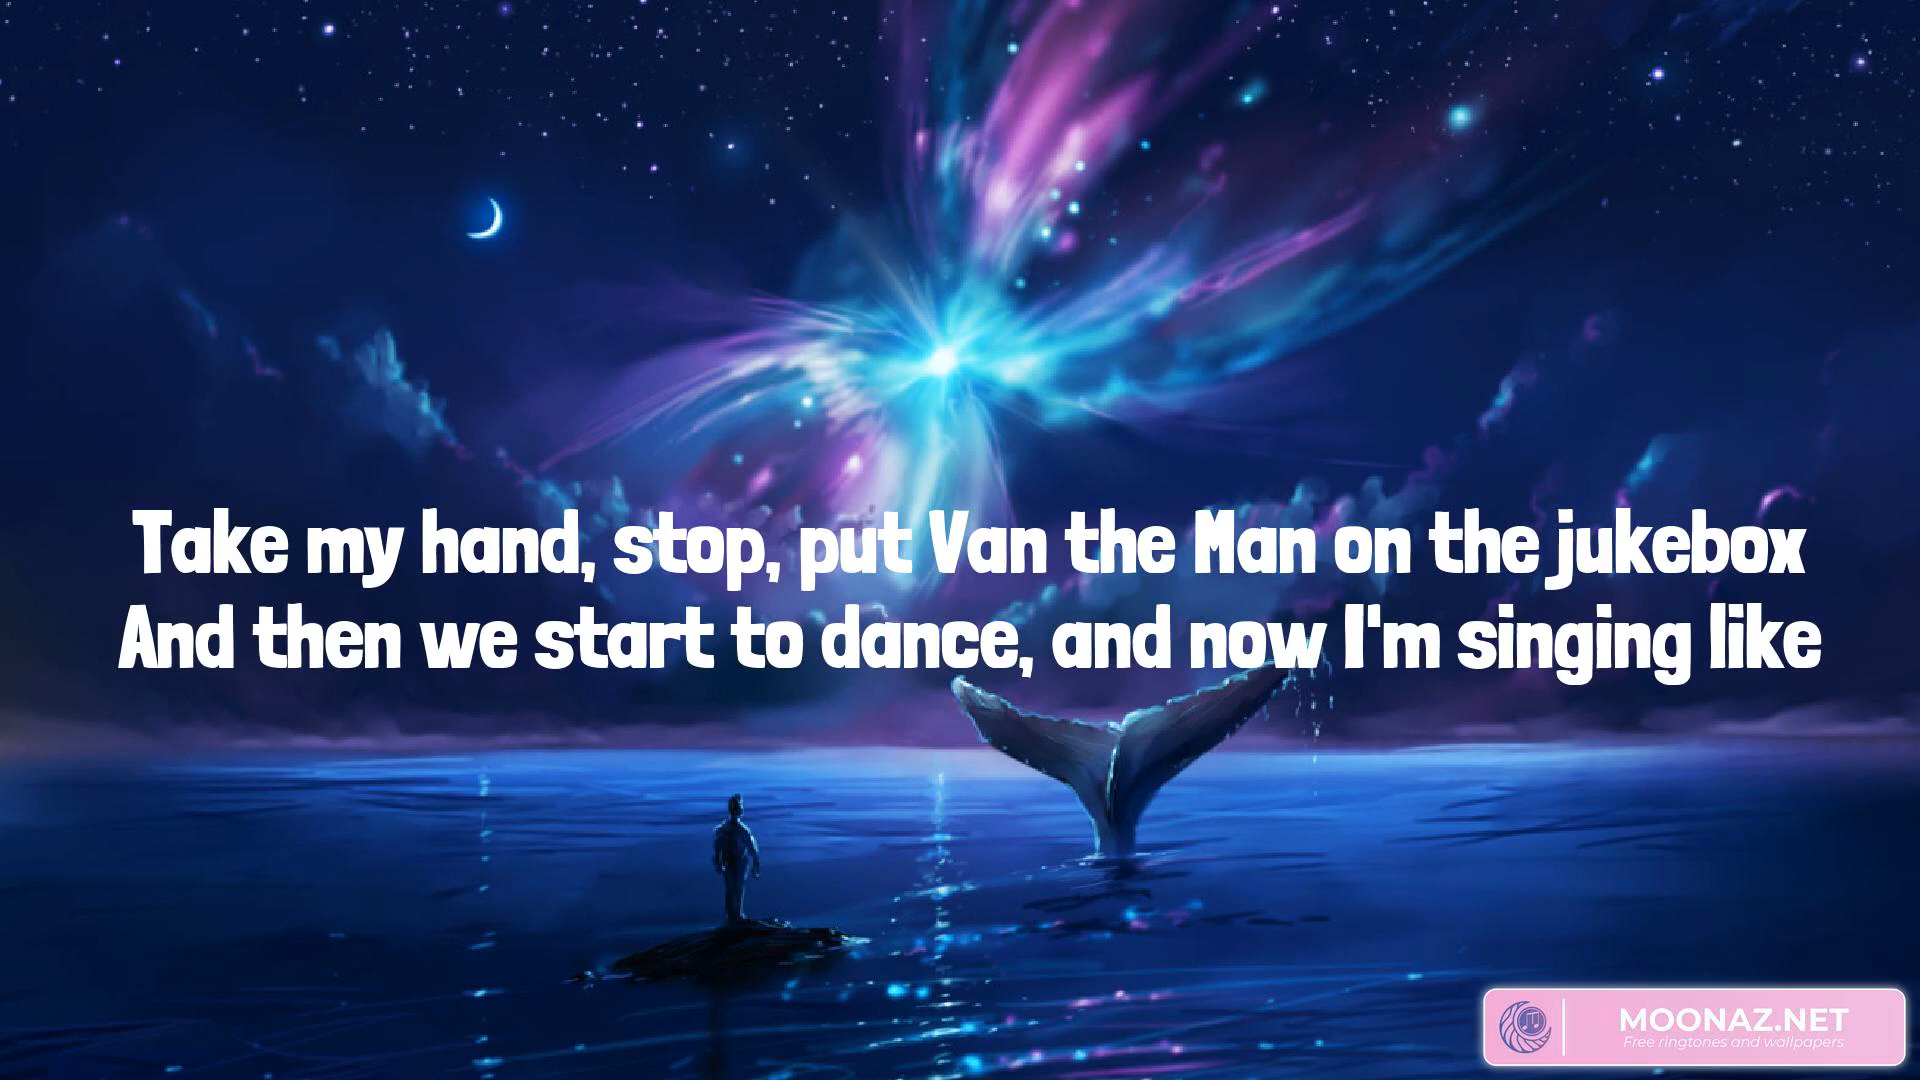 Take my hand, stop, put Van the Man on the jukebox
And then we start to dance, and now I'm singing like
MOONAZ.NET
Free ringtones and wallpapers